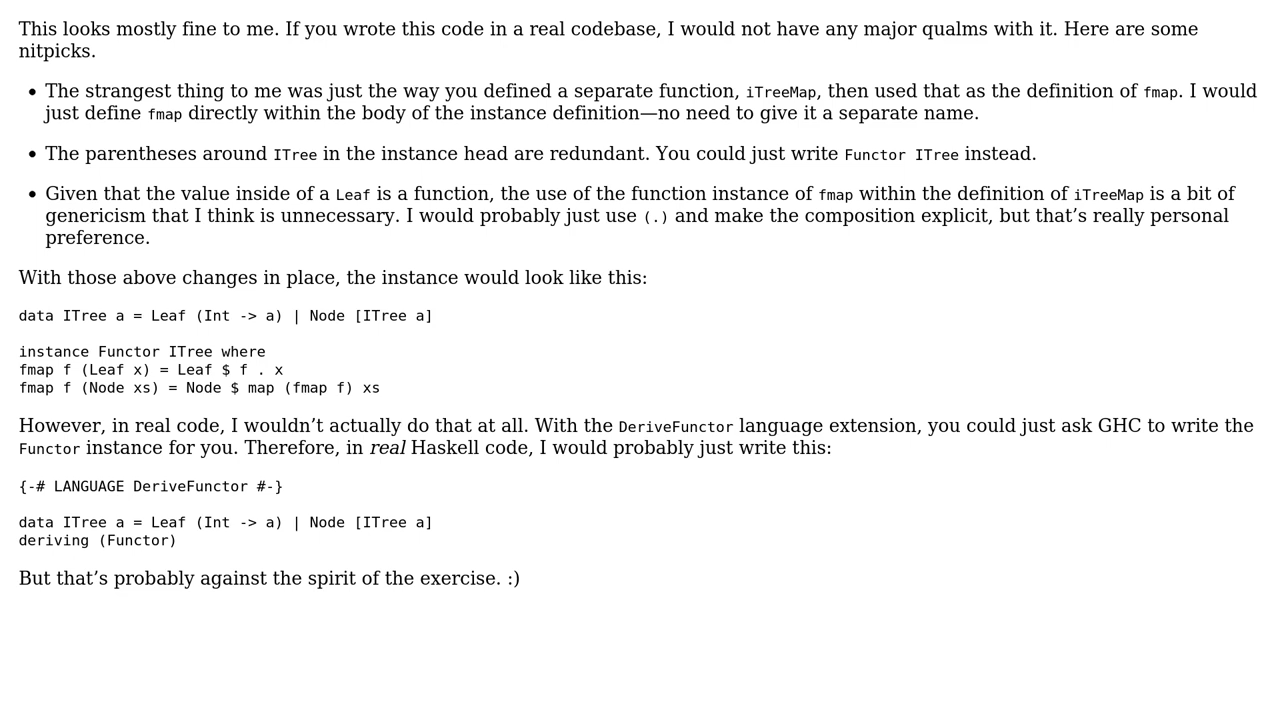 This looks mostly fine to me. If you wrote this code in a real codebase, I would not have any major qualms with it. Here are some
nitpicks.
• The strangest thing to me was just the way you defined a separate function, iTreeMap, then used that as the definition of fmap. I would
just define fmap directly within the body of the instance definition—no need to give it a separate name.
• The parentheses around ITree in the instance head are redundant. You could just write Functor ITree instead.
• Given that the value inside of a Leaf is a function, the use of the function instance of fmap within the definition of iTreeMap is a bit of
genericism that I think is unnecessary. I would probably just use (.) and make the composition explicit, but that’s really personal
preference.
With those above changes in place, the instance would look like this:
data ITree a = Leaf (Int -> a) | Node [ITree a]
instance Functor ITree where
fmap f (Leaf x) = Leaf $ f . x
fmap f (Node xs) = Node $ map (fmap f) xs
However, in real code, I wouldn’t actually do that at all. With the DeriveFunctor language extension, you could just ask GHC to write the
Functor instance for you. Therefore, in real Haskell code, I would probably just write this:
{-# LANGUAGE DeriveFunctor #-}
data ITree a = Leaf (Int -> a) | Node [ITree a]
deriving (Functor)
But that’s probably against the spirit of the exercise. :)